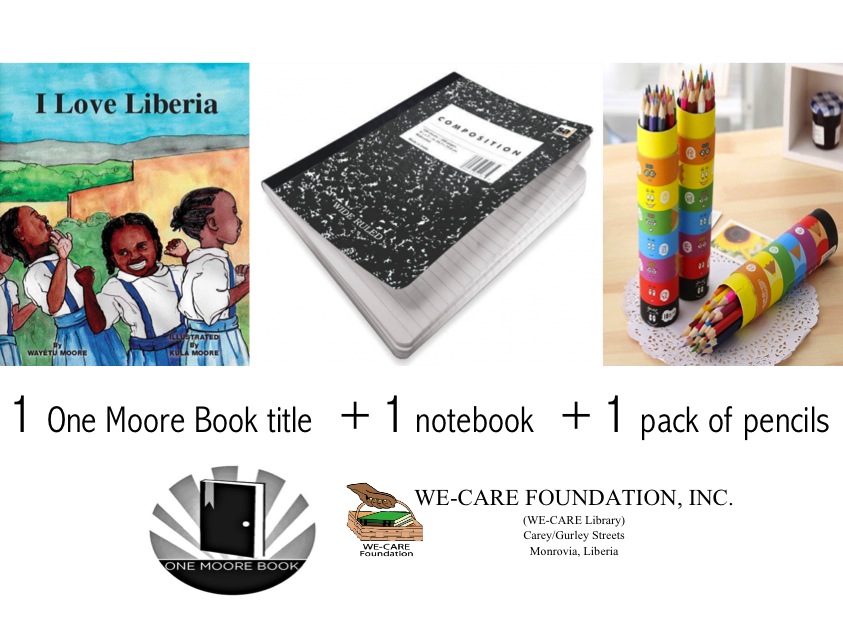 I Love Liberia
By
WAYÉTU MOORE
ILLUSTRATED
By
KULA MOORE
COMPOSITION
WIDE RULED
1 One Moore Book title + 1 notebook + 1 pack of pencils
ONE MOORE BOOK
WE-CARE
Foundation
WE-CARE FOUNDATION, INC.
(WE-CARE Library)
Carey/Gurley Streets
Monrovia, Liberia